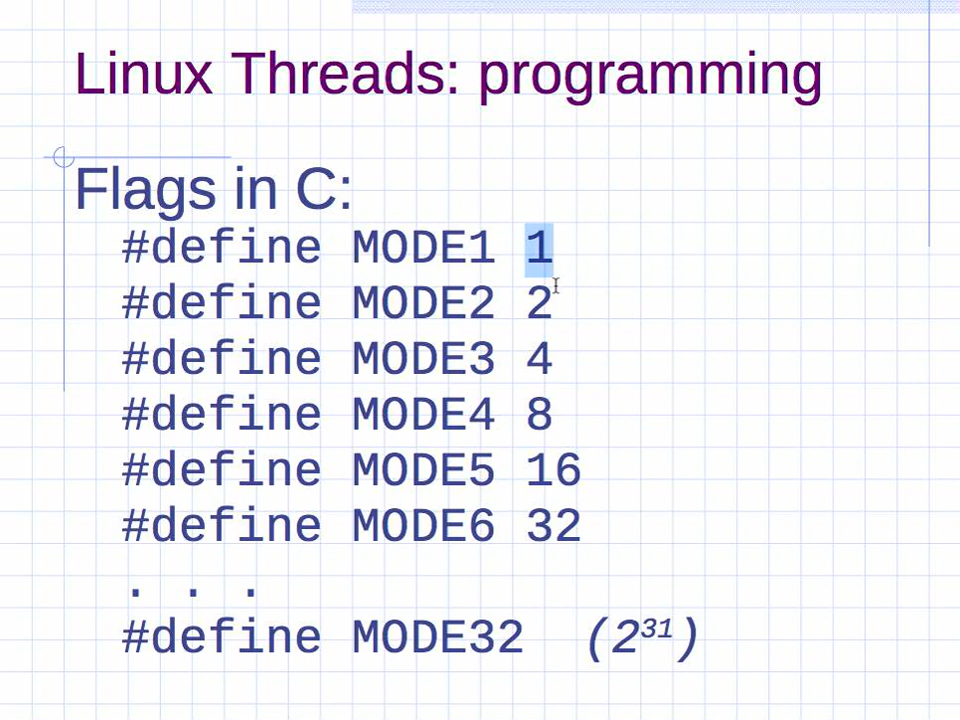 Linux Threads: programming
Flags in C:
#define MODE1 1
#define MODE2 2
#define MODE3 4
#define MODE4 8
#define MODE5 16
#define MODE6 32
. . .
#define MODE32 (2³¹)